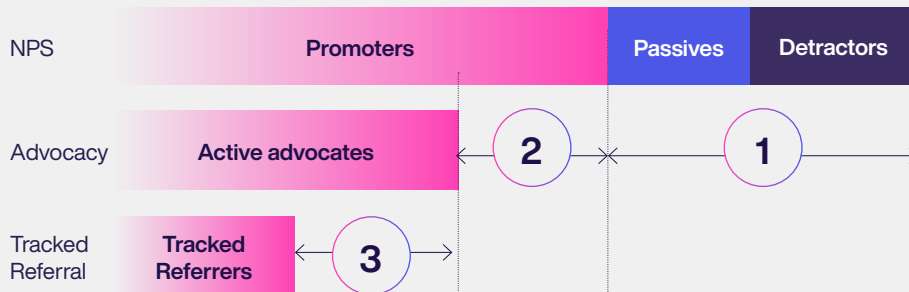 NPS
Promoters
Passives
Detractors
Advocacy
Active advocates
2
1
Tracked
Referral
Tracked
Referrers
3